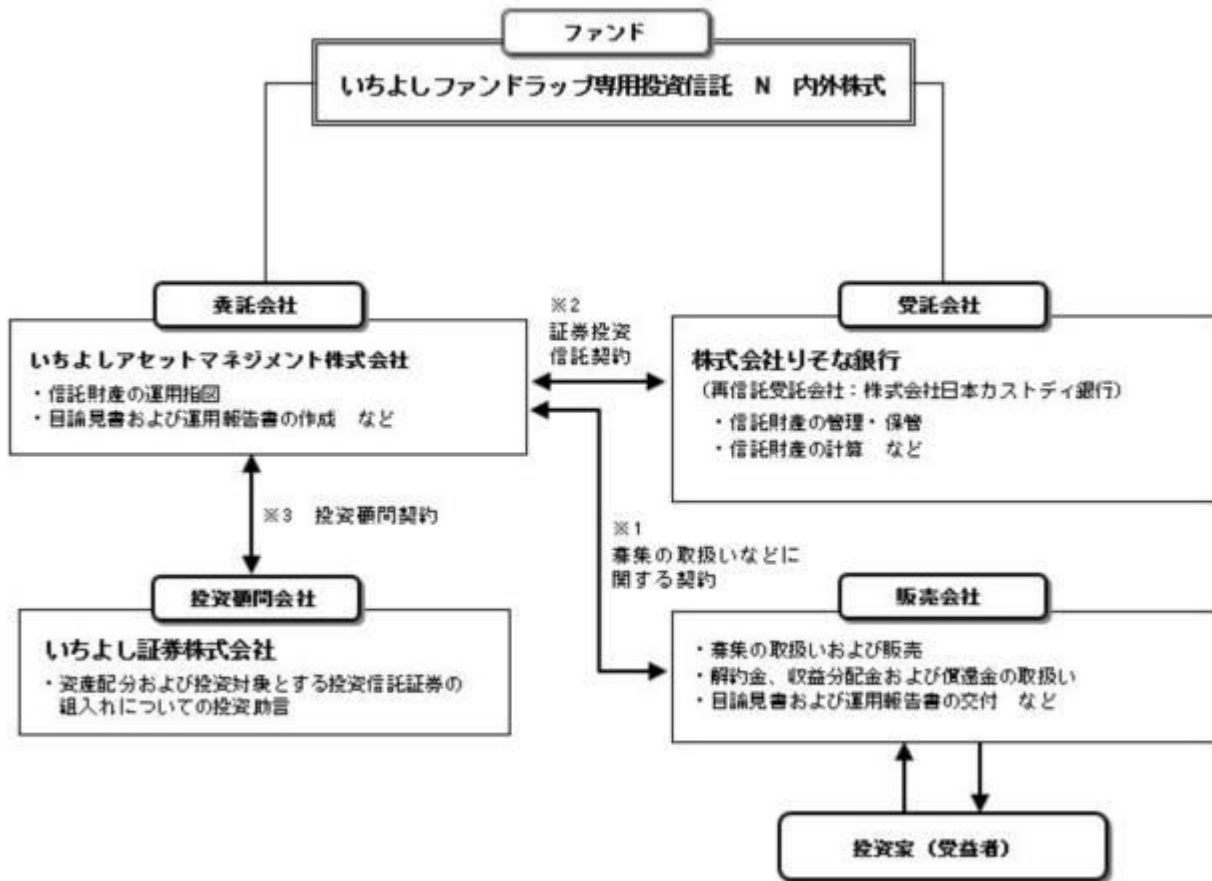 ファンド
いちよしファンドラップ専用投資信託　N　内外株式
委託会社
いちよしアセットマネジメント株式会社
・信託財産の運用指図
・目論見書および運用報告書の作成　など
※2
証券投資
信託契約
受託会社
株式会社りそな銀行
（再信託受託会社：株式会社日本カストディ銀行）
・信託財産の管理・保管
・信託財産の計算　など
※3　投資顧問契約
※1
募集の取扱いなどに
関する契約
投資顧問会社
いちよし証券株式会社
・資産配分および投資対象とする投資信託証券の
組入れについての投資助言
販売会社
・募集の取扱いおよび販売
・解約金、収益分配金および償還金の取扱い
・目論見書および運用報告書の交付　など
投資家（受益者）